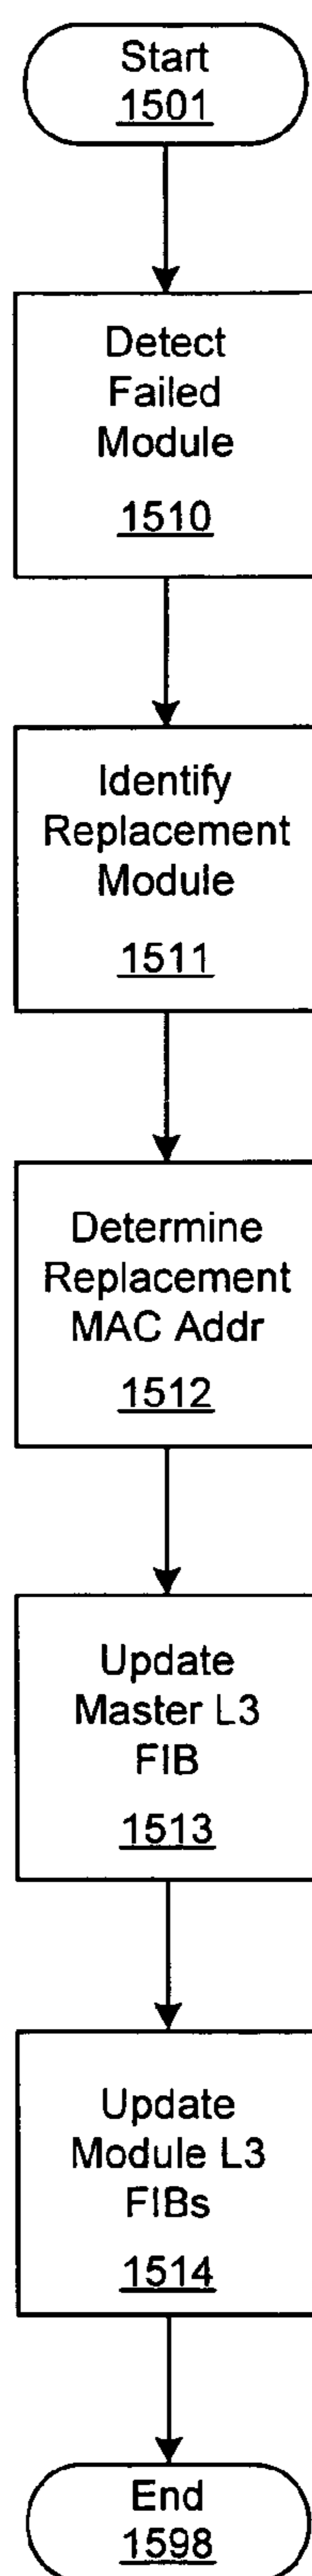 Start
1501
Detect
Failed
Module
1510
Identify
Replacement
Module
1511
Determine
Replacement
MAC Addr
1512
Update
Master L3
FIB
1513
Update
Module L3
FIBs
1514
End
1598